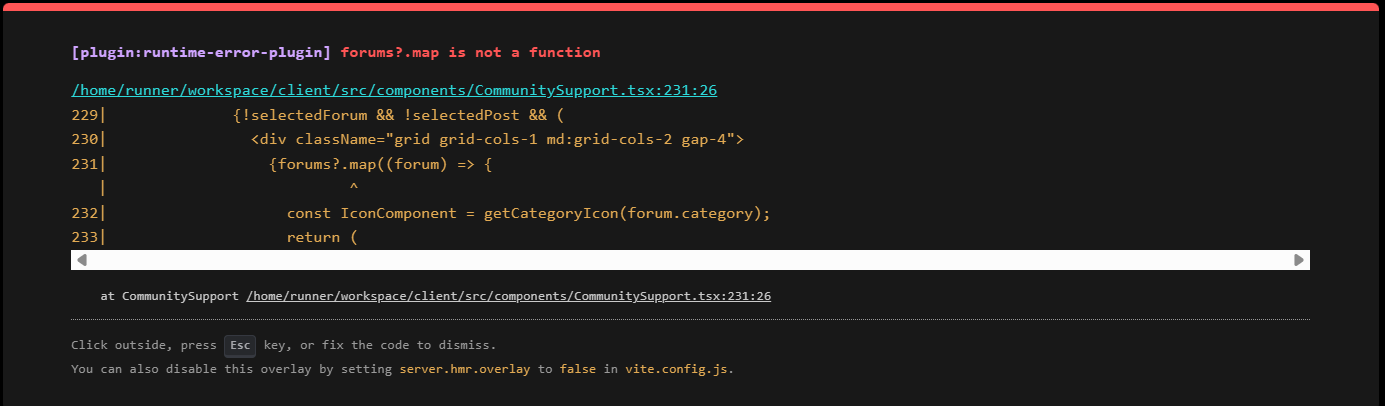 [plugin:runtime-error-plugin] forums?.map is not a function
/home/runner/workspace/client/src/components/CommunitySupport.tsx:231:26
229|              {!selectedForum && !selectedPost && (
230|                <div className="grid grid-cols-1 md:grid-cols-2 gap-4">
231|                  {forums?.map((forum) => {
   |                           ^
232|                    const IconComponent = getCategoryIcon(forum.category);
233|                    return (
at CommunitySupport /home/runner/workspace/client/src/components/CommunitySupport.tsx:231:26
Click outside, press Esc key, or fix the code to dismiss.
You can also disable this overlay by setting server.hmr.overlay to false in vite.config.js.